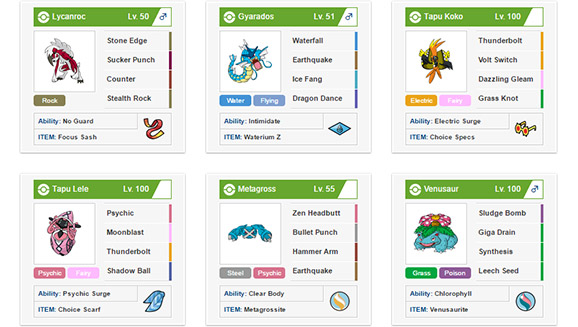 Lycanroc Lv. 50
Stone Edge
Sucker Punch
Counter
Stealth Rock
Rock
Ability: No Guard
ITEM: Focus Sash
Gyarados Lv. 51
Waterfall
Earthquake
Ice Fang
Dragon Dance
Water Flying
Ability: Intimidate
ITEM: Waterium Z
Tapu Koko Lv. 100
Thunderbolt
Volt Switch
Dazzling Gleam
Grass Knot
Electric Fairy
Ability: Electric Surge
ITEM: Choice Specs
Tapu Lele Lv. 100
Psychic
Moonblast
Thunderbolt
Shadow Ball
Psychic Fairy
Ability: Psychic Surge
ITEM: Choice Scarf
Metagross Lv. 55
Zen Headbutt
Bullet Punch
Hammer Arm
Earthquake
Steel Psychic
Ability: Clear Body
ITEM: Metagrossite
Venusaur Lv. 100
Sludge Bomb
Giga Drain
Synthesis
Leech Seed
Grass Poison
Ability: Chlorophyll
ITEM: Venusaurite